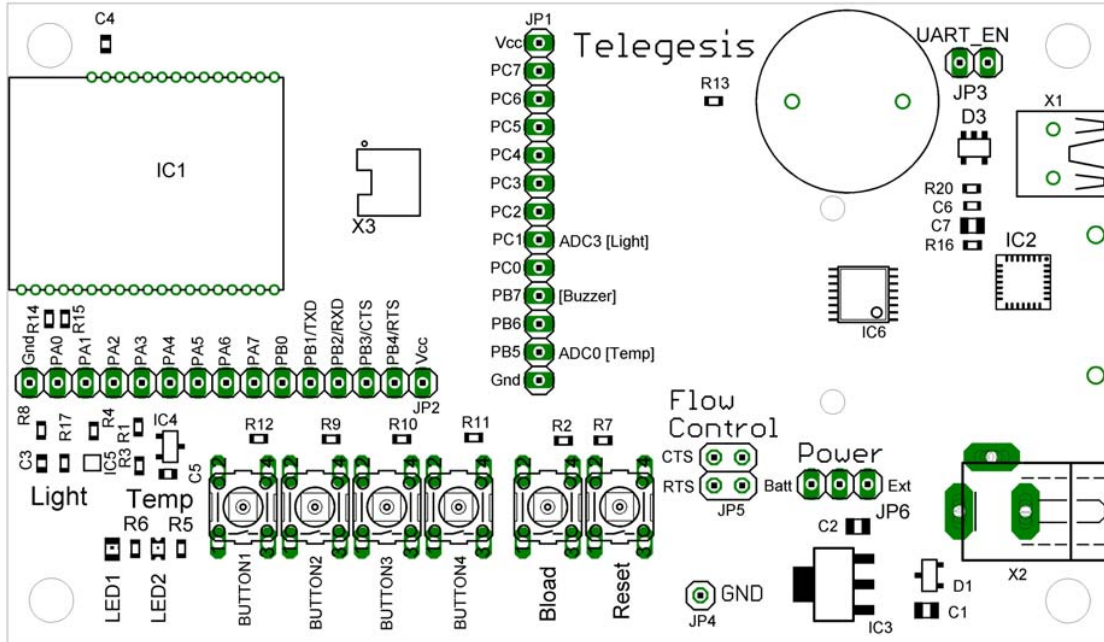 C4
JP1
Telegesis
UART_EN
Vcc
PC7
PC6
PC5
PC4
PC3
PC2
PC1
ADC3 [Light]
PC0
PB7
[Buzzer]
PB6
PB5
ADC0 [Temp]
Gnd
R13
JP3
D3
X1
IC1
X3
R20
C6
C7
R16
IC2
IC6
R14
R15
Gnd
PA0
PA1
PA2
PA3
PA4
PA5
PA6
PA7
PB0
PB1/TXD
PB2/RXD
PB3/CTS
PB4/RTS
Vcc
JP2
R8
R17
R4
R1
IC4
C3
IC5
R3
C5
Light
Temp
R12
R9
R10
R11
R2
R7
Flow
Control
CTS
RTS
JP5
Power
Batt
Ext
JP6
R6
R5
LED1
LED2
BUTTON1
BUTTON2
BUTTON3
BUTTON4
Bload
Reset
C2
GND
JP4
IC3
D1
C1
X2